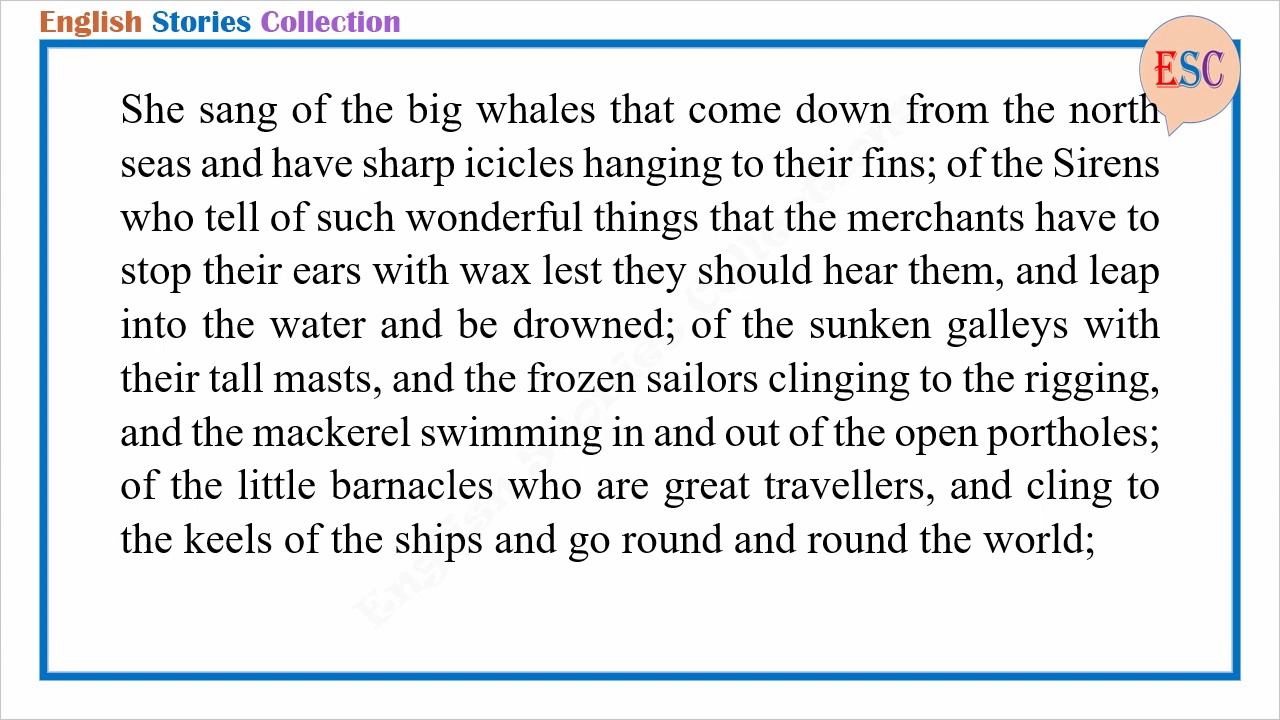 English Stories Collection
ESC
She sang of the big whales that come down from the north
seas and have sharp icicles hanging to their fins; of the Sirens
who tell of such wonderful things that the merchants have to
stop their ears with wax lest they should hear them, and leap
into the water and be drowned; of the sunken galleys with
their tall masts, and the frozen sailors clinging to the rigging,
and the mackerel swimming in and out of the open portholes;
of the little barnacles who are great travellers, and cling to
the keels of the ships and go round and round the world;
English Stories Collection